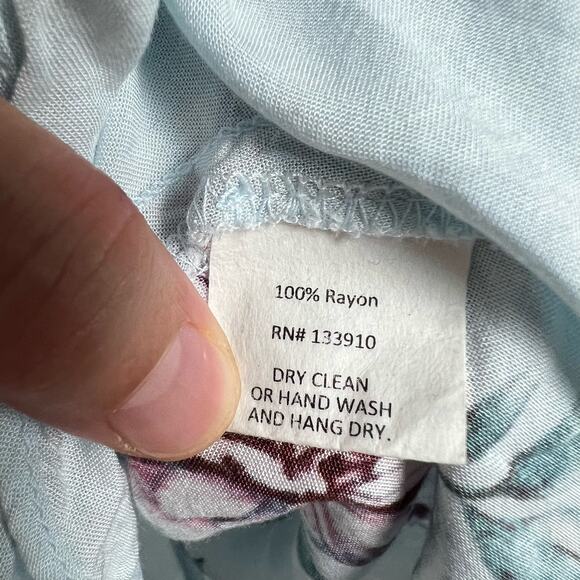 100% Rayon
RN# 133910
DRY CLEAN
OR HAND WASH
AND HANG DRY.